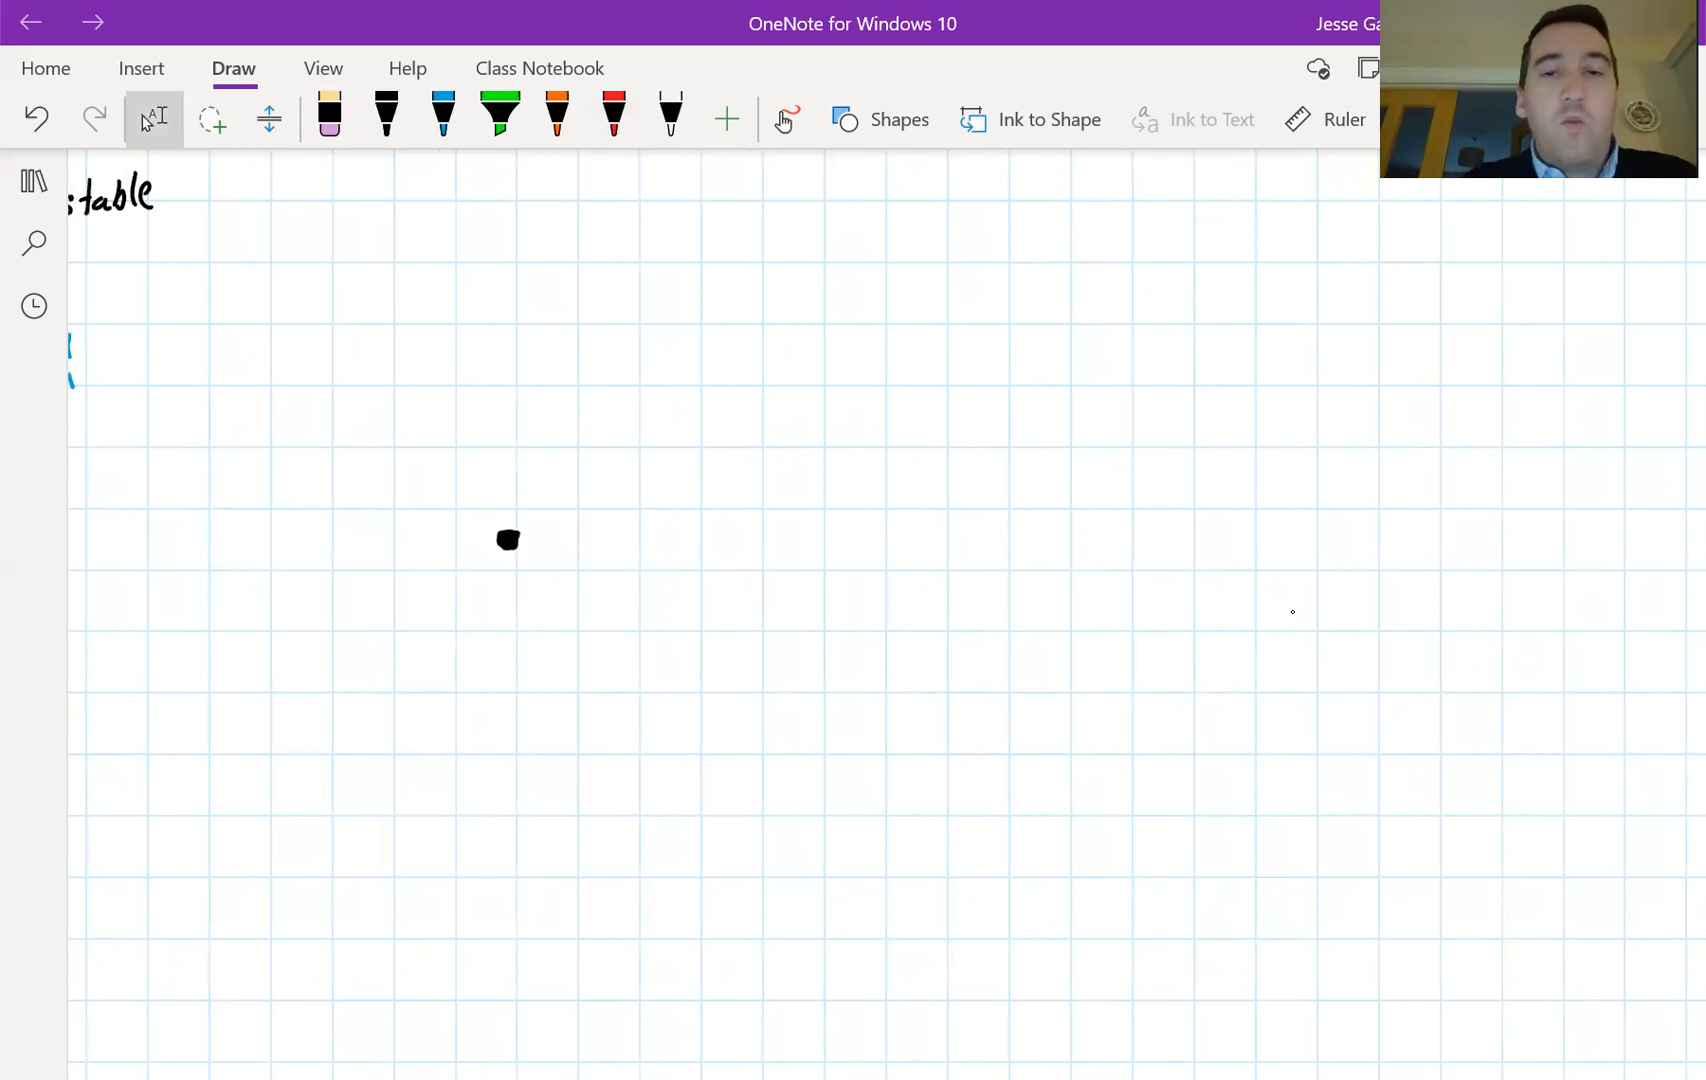 OneNote for Windows 10
Jesse Ga
Home Insert Draw View Help Class Notebook
Shapes Ink to Shape Ink to Text Ruler
stable